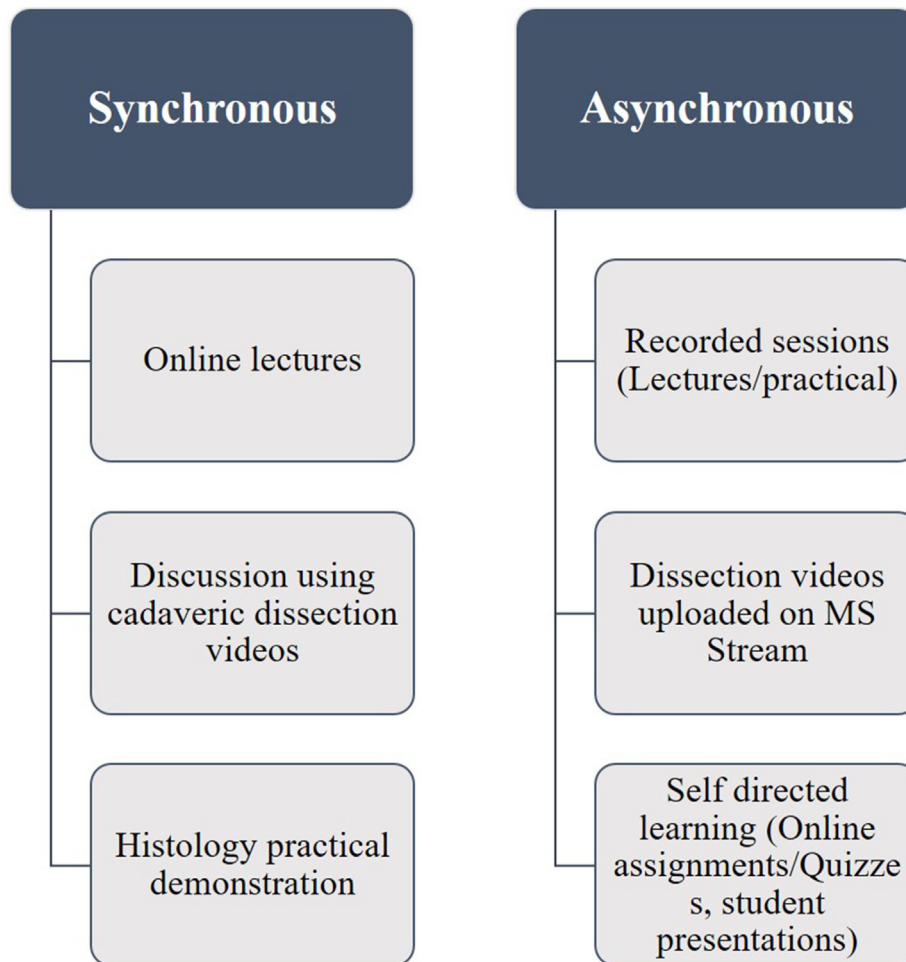 Synchronous
Online lectures
Discussion using
cadaveric dissection
videos
Histology practical
demonstration
Asynchronous
Recorded sessions
(Lectures/practical)
Dissection videos
uploaded on MS
Stream
Self directed
learning (Online
assignments/Quizze
s, student
presentations)